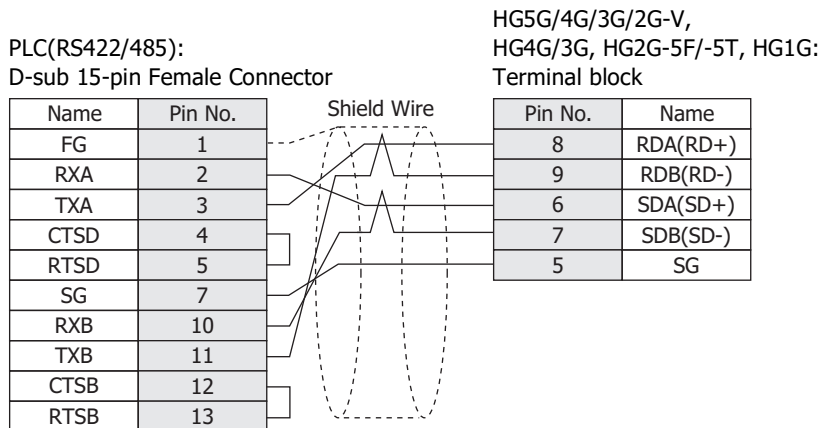 HG5G/4G/3G/2G-V,
PLC(RS422/485):
HG4G/3G, HG2G-5F/-5T, HG1G:
D-sub 15-pin Female Connector
Terminal block
Name Pin No. Shield Wire Pin No. Name
FG 1 8 RDA(RD+)
RXA 2 9 RDB(RD-)
TXA 3 6 SDA(SD+)
CTSD 4 7 SDB(SD-)
RTSD 5 5 SG
SG 7
RXB 10
TXB 11
CTSB 12
RTSB 13